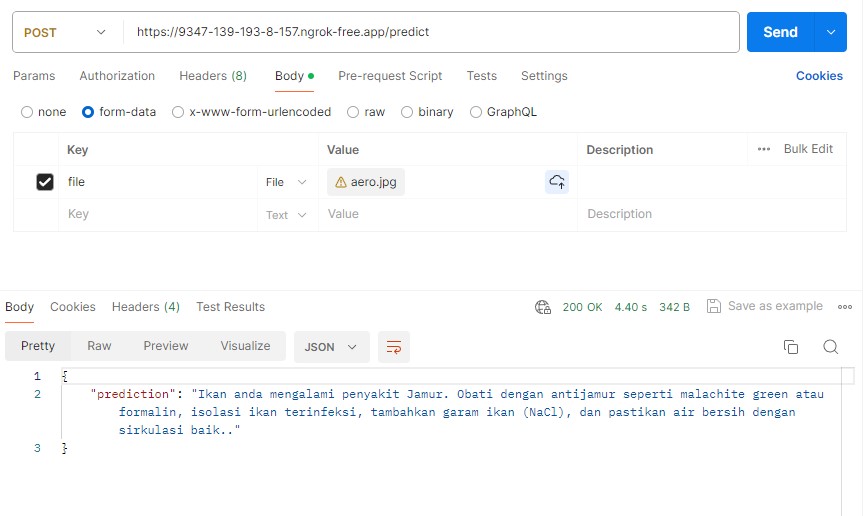 POST https://9347-139-193-8-157.ngrok-free.app/predict Send
Params Authorization Headers (8) Body Pre-request Script Tests Settings Cookies
none form-data x-www-form-urlencoded raw binary GraphQL
Key Value Description ••• Bulk Edit
file File aero.jpg
Key Text Value Description
Body Cookies Headers (4) Test Results 200 OK 4.40 s 342 B Save as example
Pretty Raw Preview Visualize JSON
1 {
2 "prediction": "Ikan anda mengalami penyakit Jamur. Obati dengan antijamur seperti malachite green atau
formalin, isolasi ikan terinfeksi, tambahkan garam ikan (NaCl), dan pastikan air bersih dengan
sirkulasi baik.."
3 }